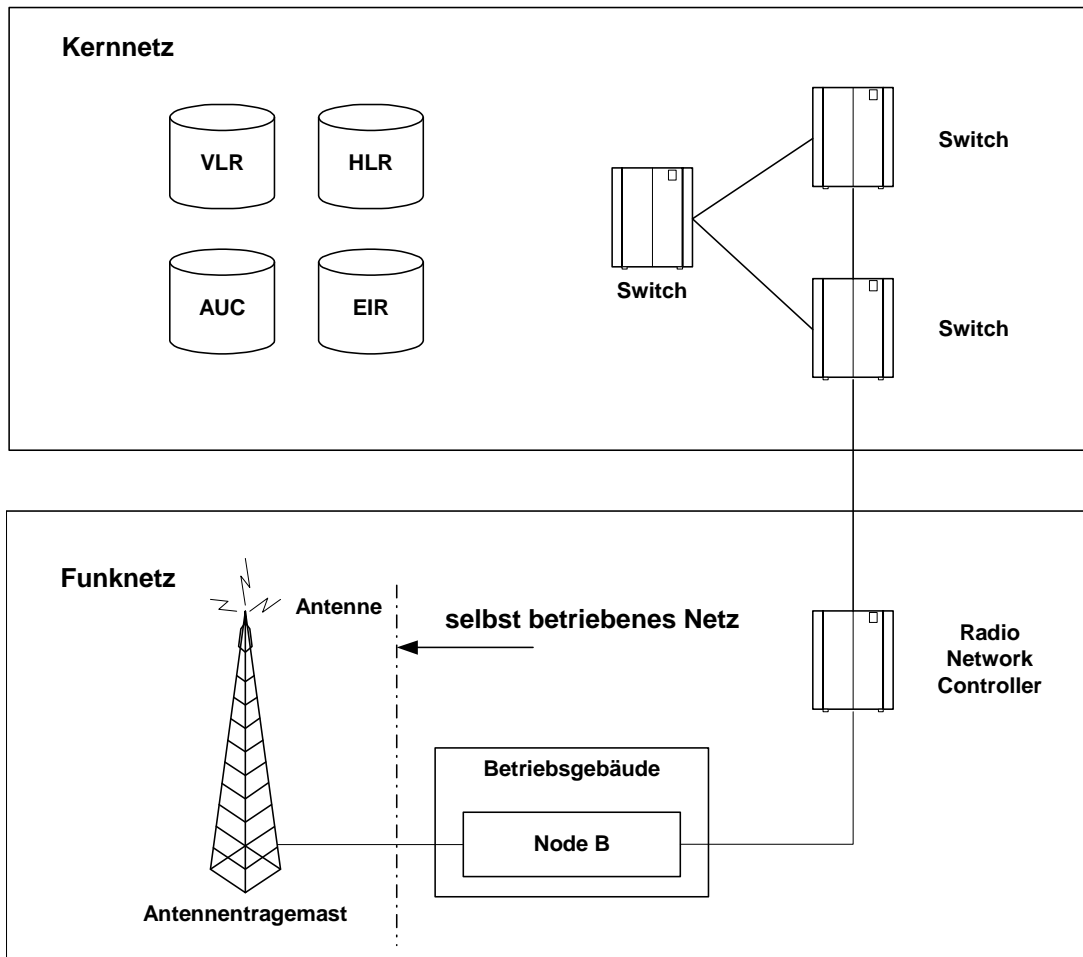 Kernnetz
VLR
HLR
Switch
AUC
EIR
Switch
Switch
Funknetz
Antenne
selbst betriebenes Netz
Radio
Network
Controller
Betriebsgebäude
Node B
Antennentragemast